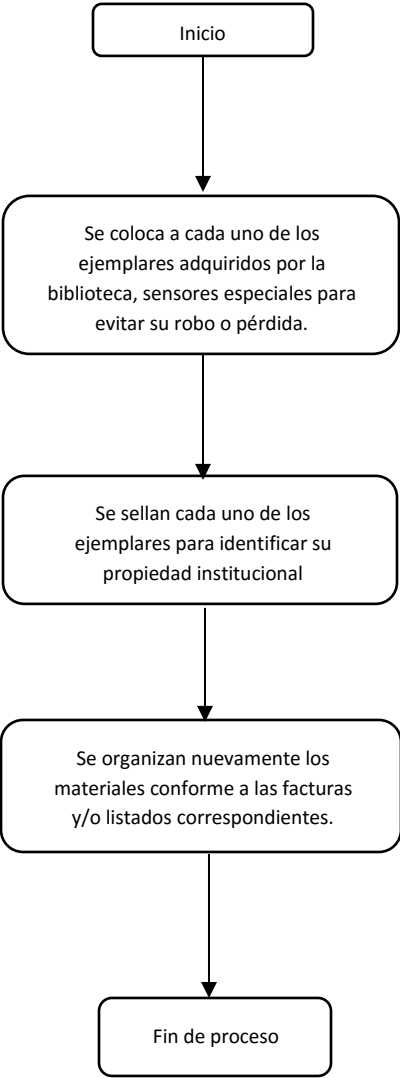 Inicio
Se coloca a cada uno de los
ejemplares adquiridos por la
biblioteca, sensores especiales para
evitar su robo o pérdida.
Se sellan cada uno de los
ejemplares para identificar su
propiedad institucional
Se organizan nuevamente los
materiales conforme a las facturas
y/o listados correspondientes.
Fin de proceso